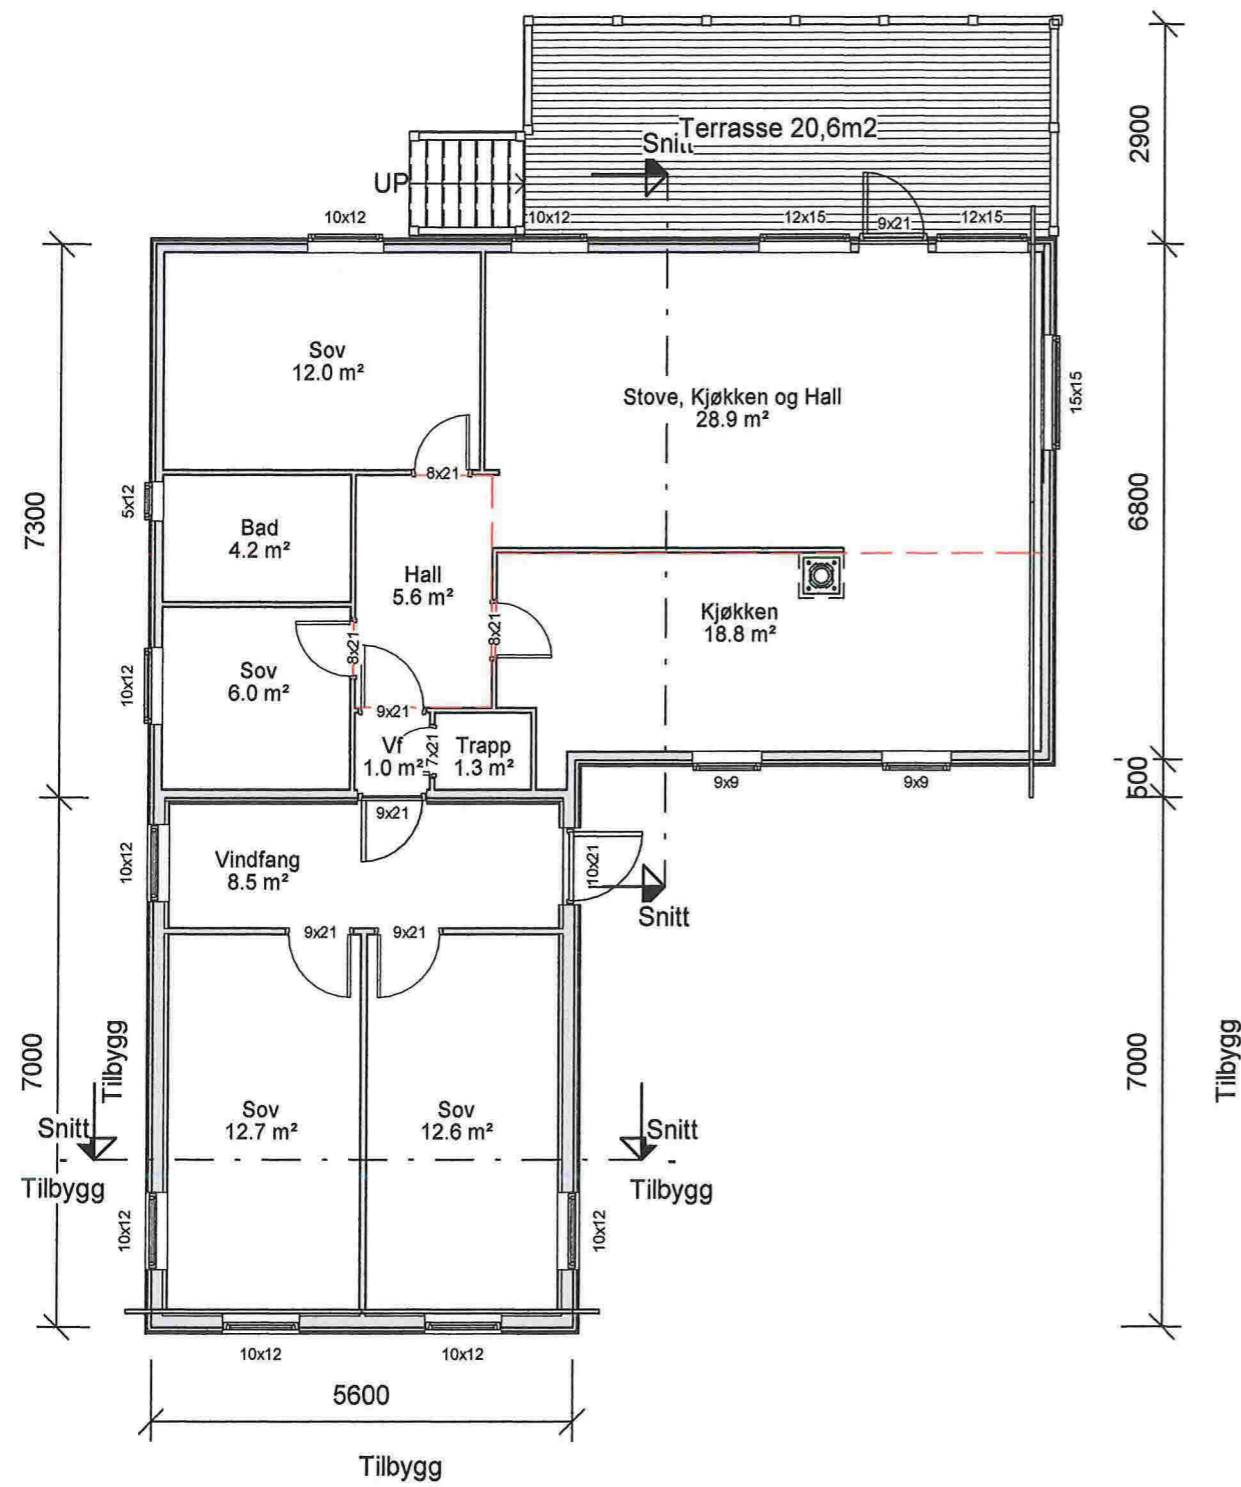 2900
Terrasse 20,6m2
Snitt
UP
10x12
10x12
12x15
9x21
12x15
Sov
12.0 m²
Stove, Kjøkken og Hall
28.9 m²
15x15
8x21
7300
5x12
Bad
4.2 m²
6800
Hall
5.6 m²
Kjøkken
18.8 m²
8x21
8x21
10x12
Sov
6.0 m²
9x21
Vf
1.0 m²
7x21
Trapp
1.3 m²
500
9x9
9x9
9x21
10x12
Vindfang
8.5 m²
10x21
Snitt
9x21
9x21
7000
Tilbygg
7000
Tilbygg
Sov
12.7 m²
Sov
12.6 m²
Snitt
Snitt
Tilbygg
Tilbygg
10x12
10x12
10x12
10x12
5600
Tilbygg